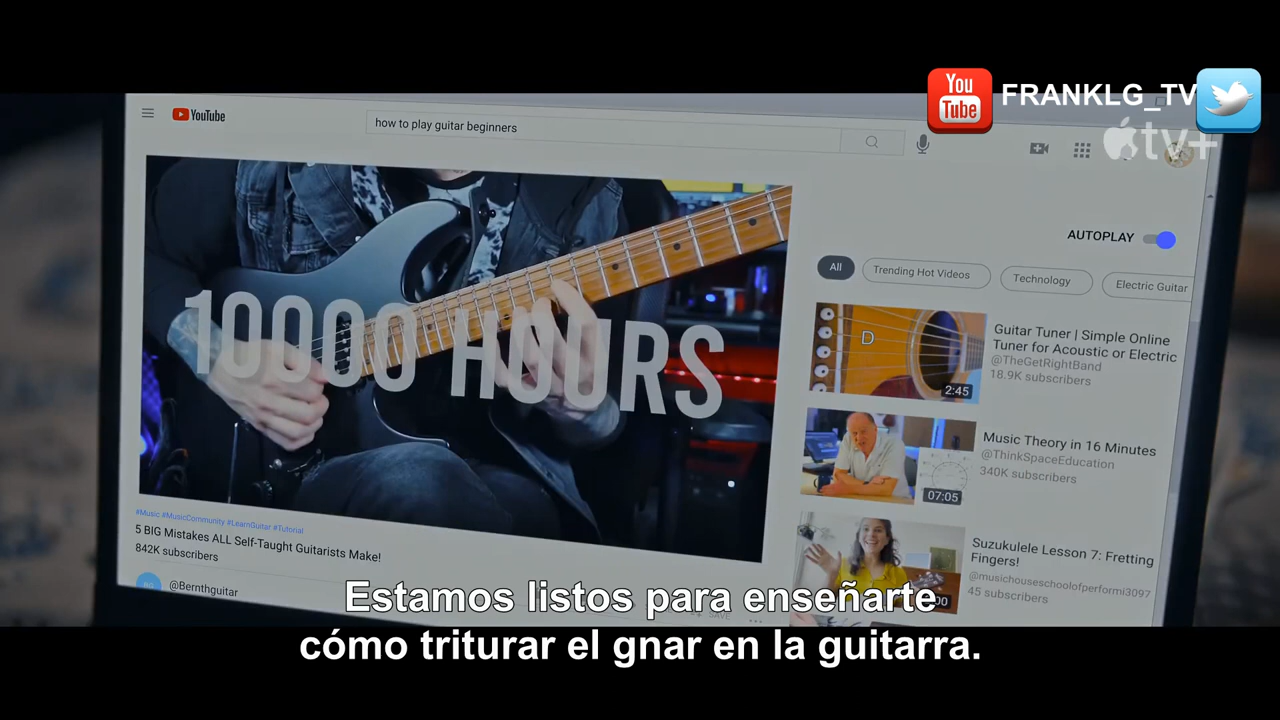 You
Tube
FRANKLG_TV
tv+
YouTube
how to play guitar beginners
AUTOPLAY
All
Trending Hot Videos
Technology
Electric Guitar
10000 HOURS
D
2:45
Guitar Tuner | Simple Online
Tuner for Acoustic or Electric
@TheGetRightBand
18.9K subscribers
07:05
Music Theory in 16 Minutes
@ThinkSpaceEducation
340K subscribers
Suzukulele Lesson 7: Fretting
Fingers!
@musichouseschoolofperformi3097
45 subscribers
#Music #MusicCommunity #LearnGuitar #Tutorial
5 BIG Mistakes ALL Self-Taught Guitarists Make!
842K subscribers
@Bernthguitar
SAVE
Estamos listos para enseñarte
cómo triturar el gnar en la guitarra.